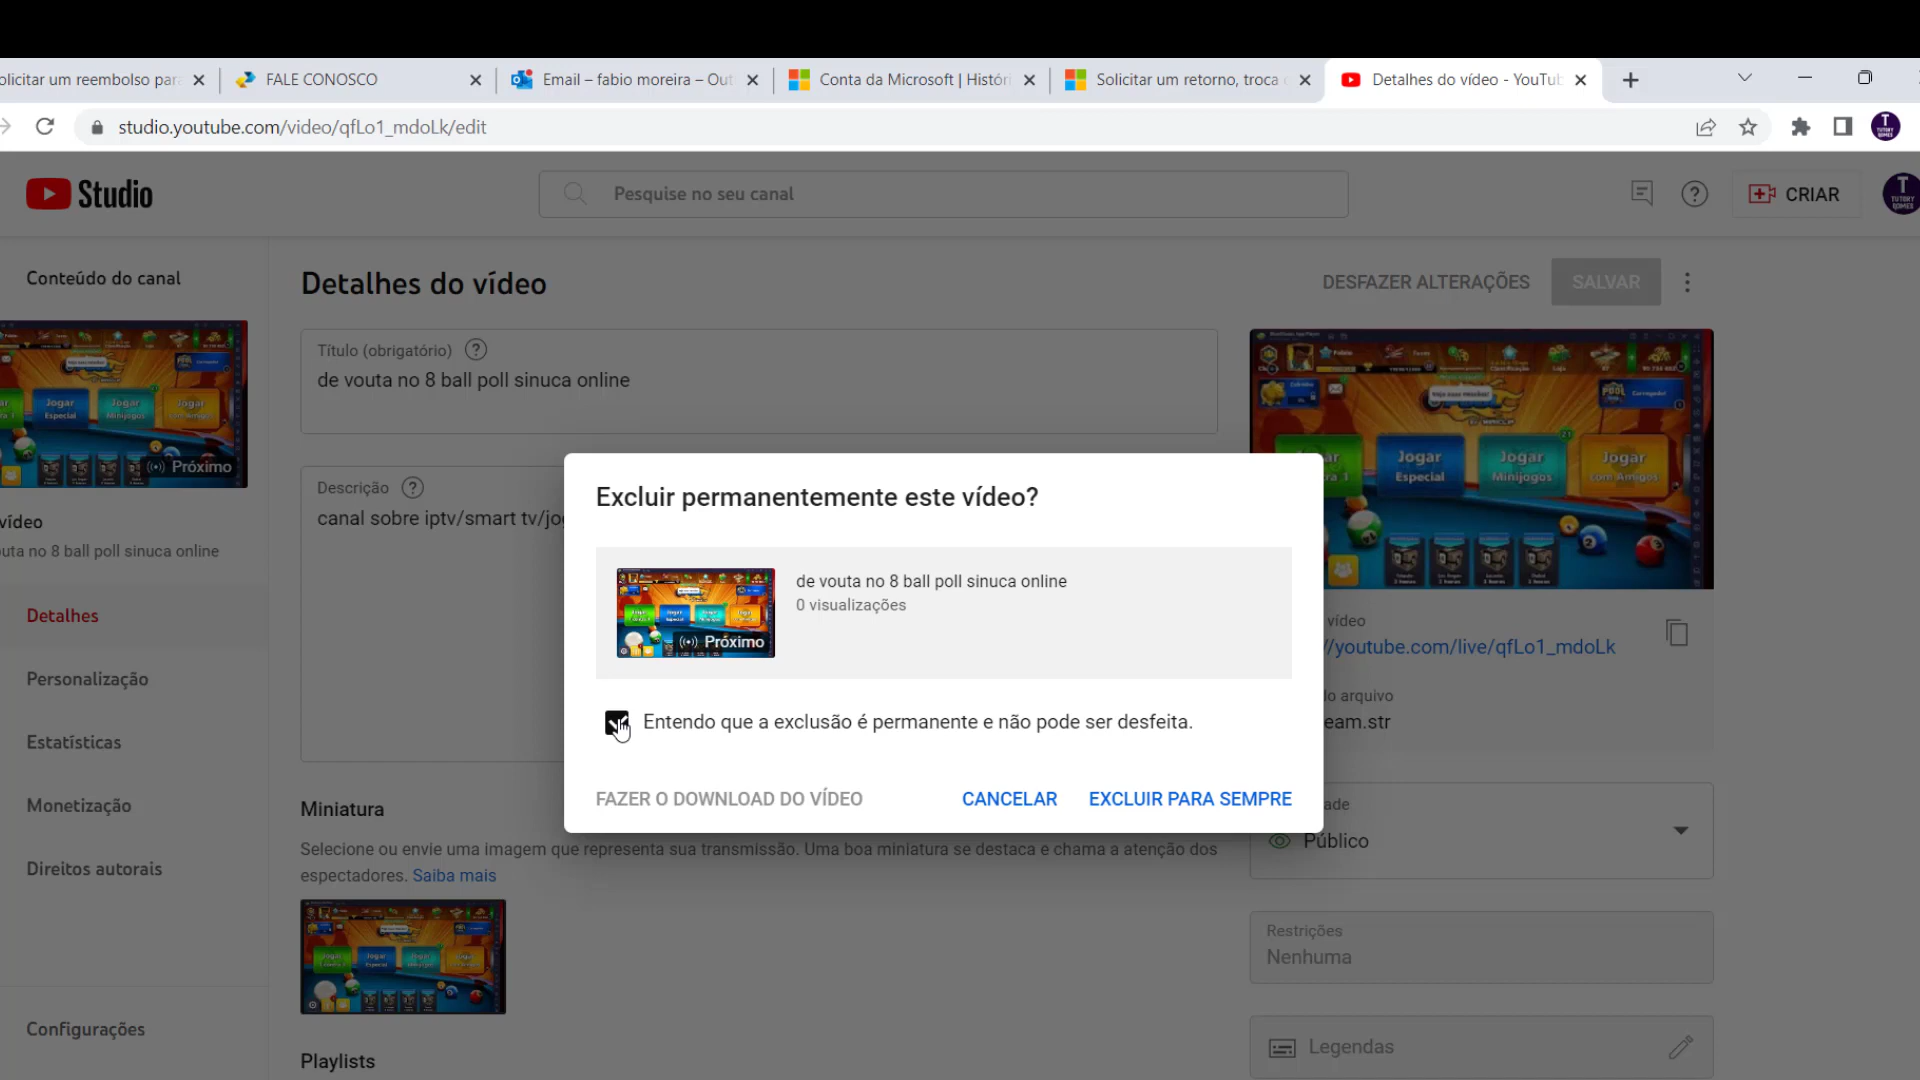 olicitar um reembolso par
FALE CONOSCO
Email – fabio moreira – Out
Conta da Microsoft | Históri
Solicitar um retorno, troca
Detalhes do vídeo - YouTub
studio.youtube.com/video/qfLo1_mdoLk/edit
Studio
Pesquise no seu canal
CRIAR
Conteúdo do canal
Detalhes do vídeo
DESFAZER ALTERAÇÕES
SALVAR
Título (obrigatório)
de vouta no 8 ball poll sinuca online
Próximo
Descrição
canal sobre iptv/smart tv/jo
vídeo
outa no 8 ball poll sinuca online
Jogar
Especial
Jogar
Minijogos
Jogar
Com Amigos
Excluir permanentemente este vídeo?
de vouta no 8 ball poll sinuca online
0 visualizações
Próximo
Entendo que a exclusão é permanente e não pode ser desfeita.
FAZER O DOWNLOAD DO VÍDEO
CANCELAR
EXCLUIR PARA SEMPRE
vídeo
//youtube.com/live/qfLo1_mdoLk
lo arquivo
eam.str
Detalhes
Personalização
Estatísticas
Monetização
Direitos autorais
Configurações
Miniatura
Selecione ou envie uma imagem que representa sua transmissão. Uma boa miniatura se destaca e chama a atenção dos
espectadores. Saiba mais
Playlists
ade
Público
Restrições
Nenhuma
Legendas